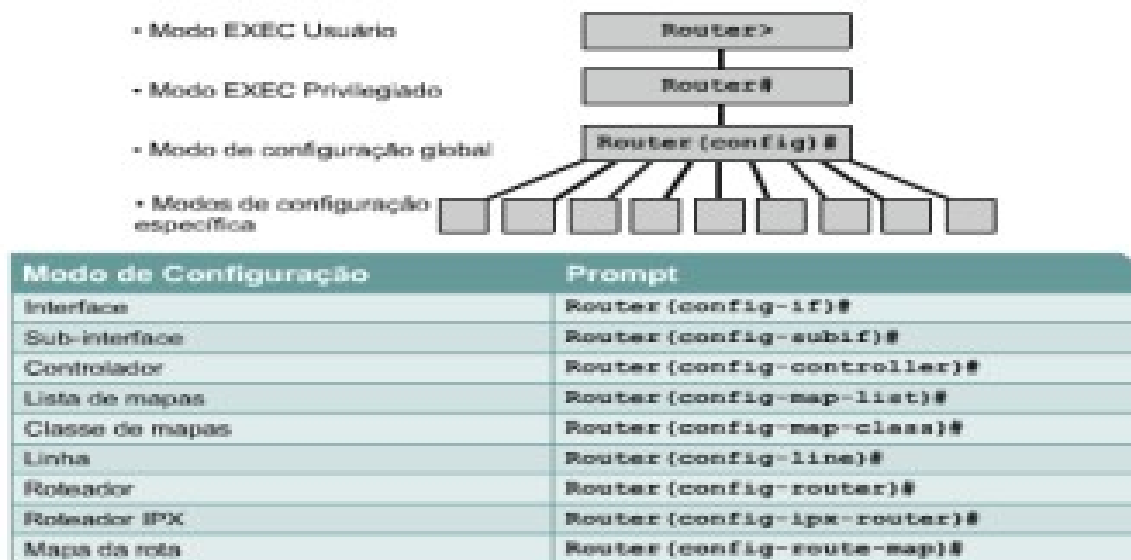 • Modo EXEC Usuário
Router>
• Modo EXEC Privilegiado
Router#
• Modo de configuração global
Router(config)#
• Modos de configuração
específica
Modo de Configuração Prompt
Interface Router(config-if)#
Sub-interface Router(config-subif)#
Controlador Router(config-controller)#
Lista de mapas Router(config-map-list)#
Classe de mapas Router(config-map-class)#
Linha Router(config-line)#
Roteador Router(config-router)#
Roteador IPX Router(config-ipx-router)#
Mapa da rota Router(config-route-map)#